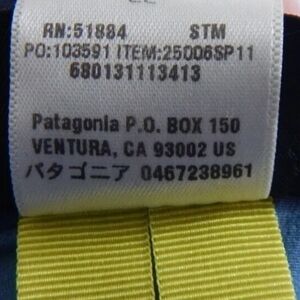 RN:51884 STM
PO:103591 ITEM:25006SP11
680131113413
Patagonia P.O. BOX 150
VENTURA, CA 93002 US
パタゴニア 0467238961